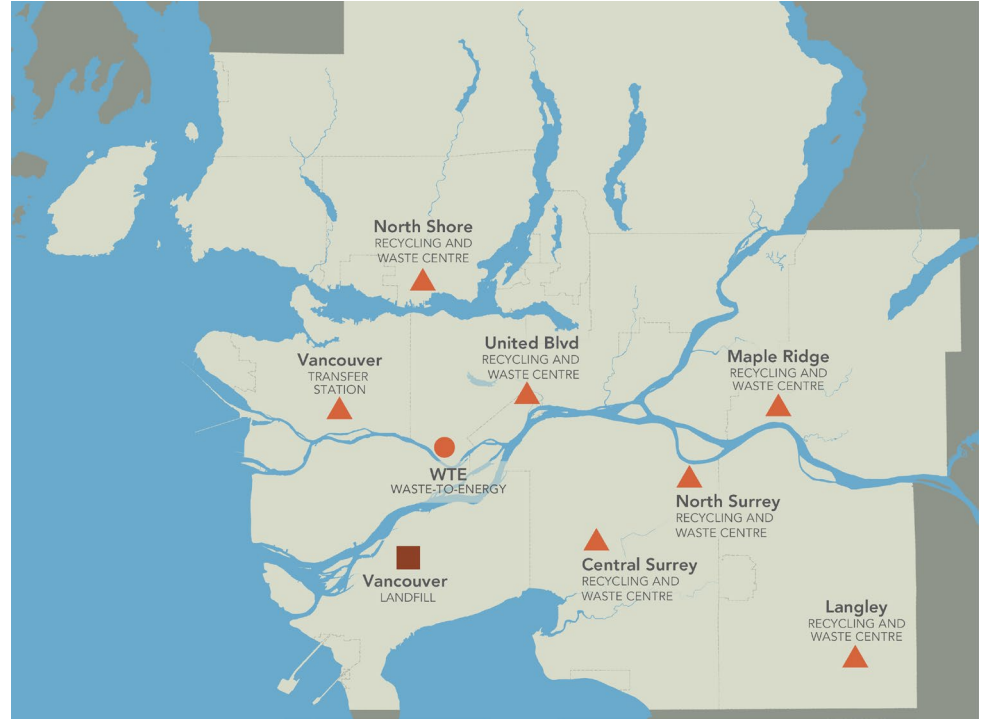 North Shore
RECYCLING AND
WASTE CENTRE
United Blvd
RECYCLING AND
WASTE CENTRE
Vancouver
TRANSFER
STATION
Maple Ridge
RECYCLING AND
WASTE CENTRE
WTE
WASTE-TO-ENERGY
North Surrey
RECYCLING AND
WASTE CENTRE
Central Surrey
RECYCLING AND
WASTE CENTRE
Vancouver
LANDFILL
Langley
RECYCLING AND
WASTE CENTRE